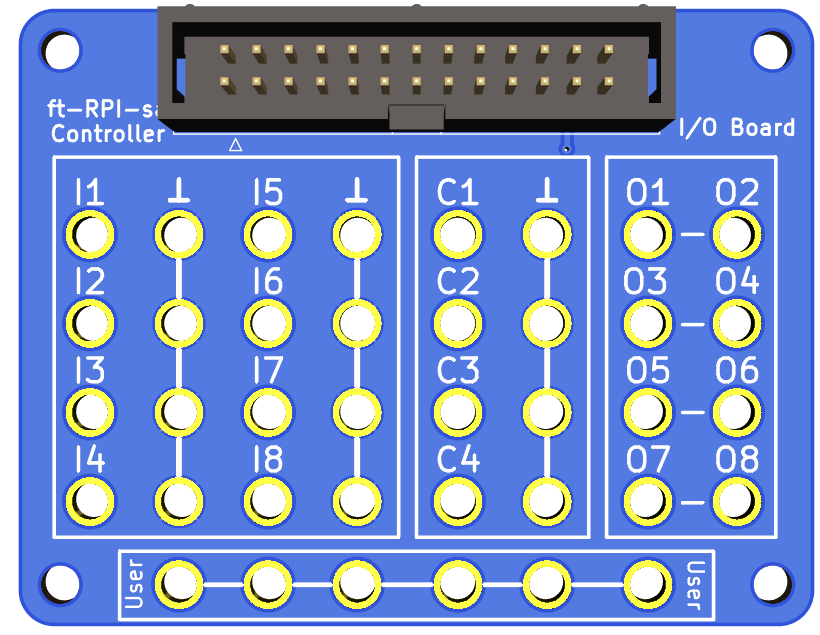 ft-RPI-sa
Controller
I/O Board
I1 ⊥ I5 ⊥ C1 ⊥ O1 O2
I2 I6 C2 O3 O4
I3 I7 C3 O5 O6
I4 I8 C4 O7 O8
User
User